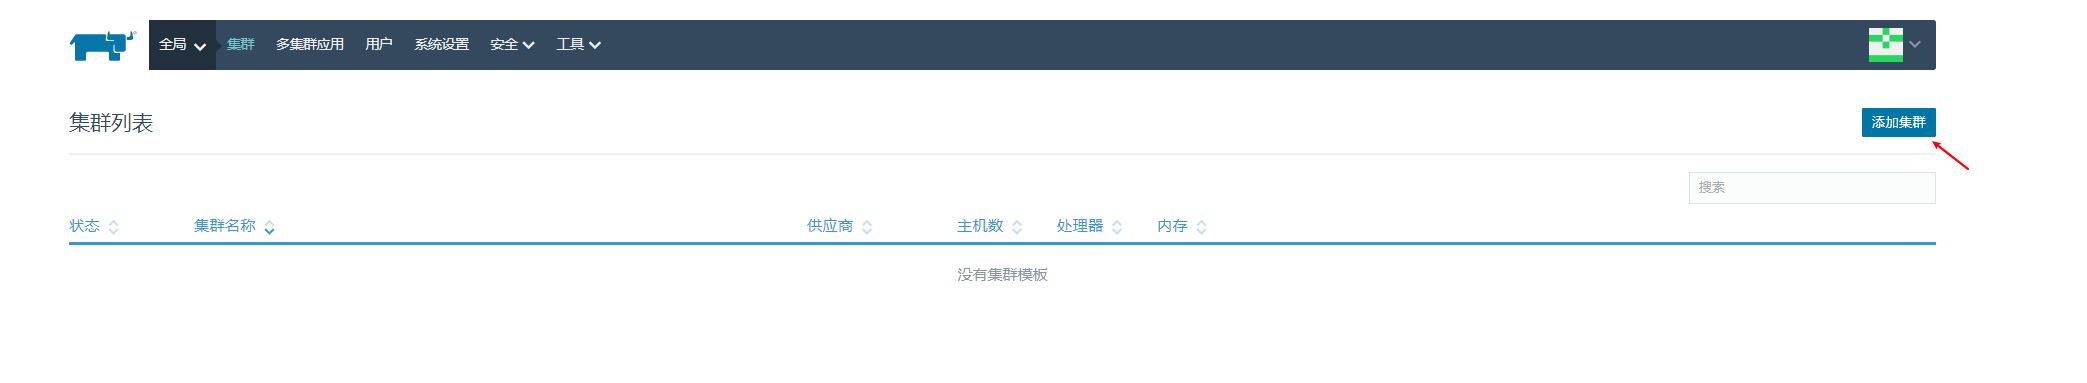 全局 集群 多集群应用 用户 系统设置 安全 工具
集群列表 添加集群
搜索
状态 集群名称 供应商 主机数 处理器 内存
没有集群模板